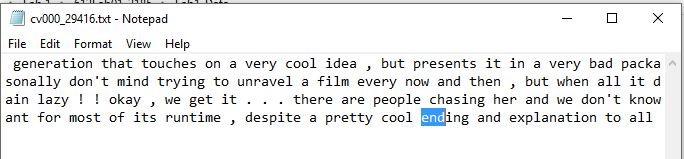 cv000_29416.txt - Notepad
File Edit Format View Help
generation that touches on a very cool idea , but presents it in a very bad packa
sonally don't mind trying to unravel a film every now and then , but when all it d
ain lazy ! ! okay , we get it . . . there are people chasing her and we don't know
ant for most of its runtime , despite a pretty cool ending and explanation to all